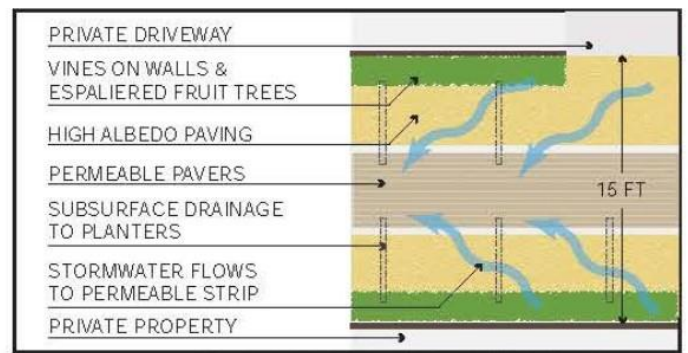 PRIVATE DRIVEWAY
VINES ON WALLS &
ESPALIERED FRUIT TREES
HIGH ALBEDO PAVING
PERMEABLE PAVERS
SUBSURFACE DRAINAGE
TO PLANTERS
STORMWATER FLOWS
TO PERMEABLE STRIP
PRIVATE PROPERTY
15 FT